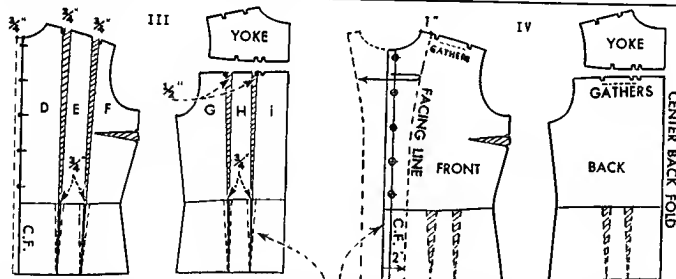 III
¾"
¾"
¾"
D
E
F
¾"
C.F.
YOKE
½"
G
H
I
¾"
IV
1"
GATHERS
FACING LINE
FRONT
C.F. 2"
YOKE
GATHERS
BACK
CENTER BACK FOLD